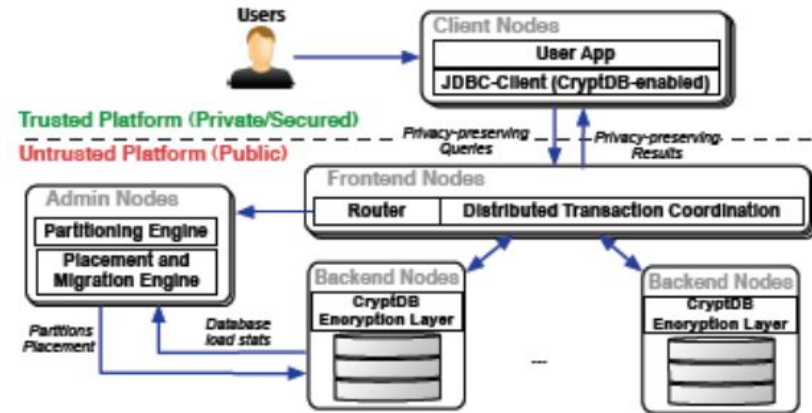 Users
Client Nodes
User App
JDBC-Client (CryptDB-enabled)
Trusted Platform (Private/Secured)
Untrusted Platform (Public)
Privacy-preserving
Queries
Privacy-preserving
Results
Frontend Nodes
Router
Distributed Transaction Coordination
Admin Nodes
Partitioning Engine
Placement and
Migration Engine
Partitions
Placement
Database
load stats
Backend Nodes
CryptDB
Encryption Layer
...
Backend Nodes
CryptDB
Encryption Layer